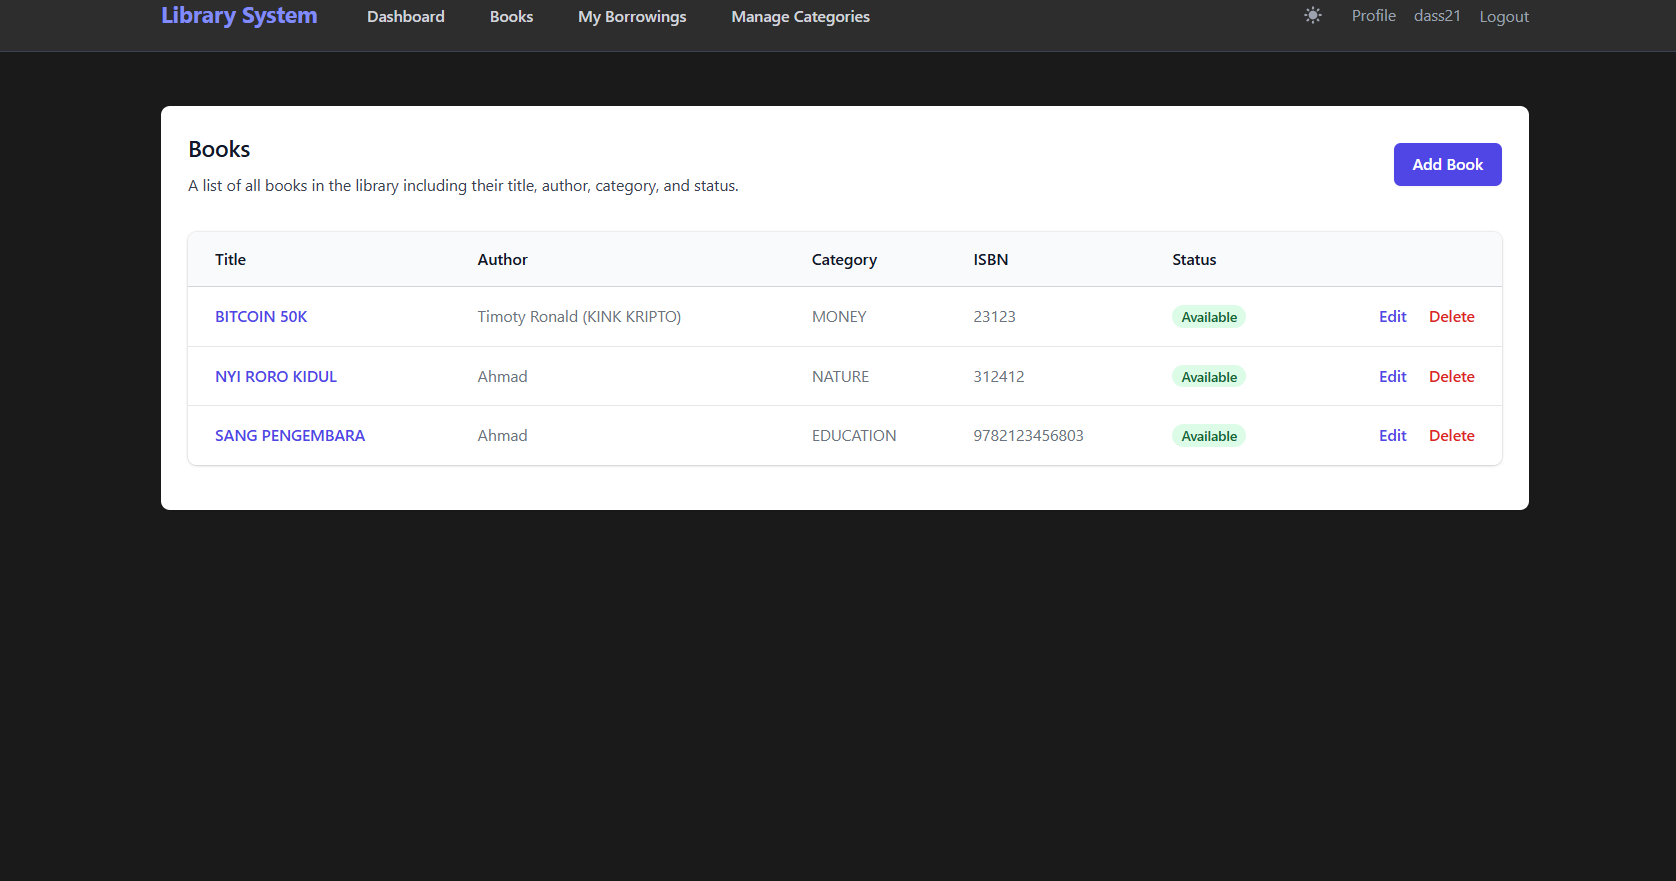 Library System Dashboard Books My Borrowings Manage Categories Profile dass21 Logout
Books
Add Book
A list of all books in the library including their title, author, category, and status.
Title Author Category ISBN Status
BITCOIN 50K Timoty Ronald (KINK KRIPTO) MONEY 23123 Available Edit Delete
NYI RORO KIDUL Ahmad NATURE 312412 Available Edit Delete
SANG PENGEMBARA Ahmad EDUCATION 9782123456803 Available Edit Delete